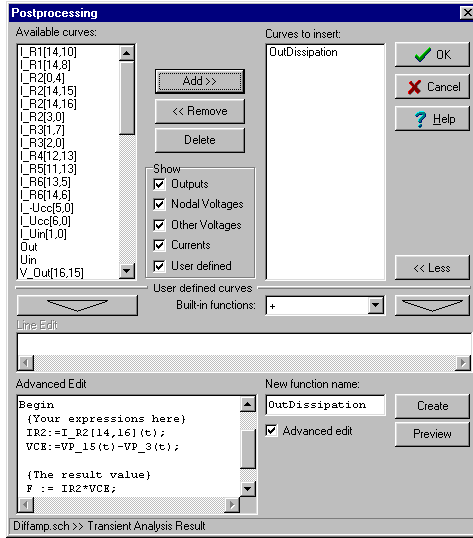 Postprocessing
Available curves:
I_R1[14,10]
I_R1[14,8]
I_R2[0,4]
I_R2[14,15]
I_R2[14,16]
I_R2[3,0]
I_R3[1,7]
I_R3[2,0]
I_R4[12,13]
I_R5[11,13]
I_R6[13,5]
I_R6[14,6]
I_-Ucc[5,0]
I_Ucc[6,0]
I_Uin[1,0]
Out
Uin
V_Out[16,15]
Add >>
<< Remove
Delete
Show
Outputs
Nodal Voltages
Other Voltages
Currents
User defined
Curves to insert:
OutDissipation
OK
Cancel
? Help
<< Less
User defined curves
Built-in functions:
+
Line Edit
Advanced Edit
Begin
{Your expressions here}
IR2:=I_R2[14,16](t);
VCE:=VP_15(t)-VP_3(t);
{The result value}
F := IR2*VCE;
New function name:
OutDissipation
Create
Advanced edit
Preview
Diffamp.sch >> Transient Analysis Result